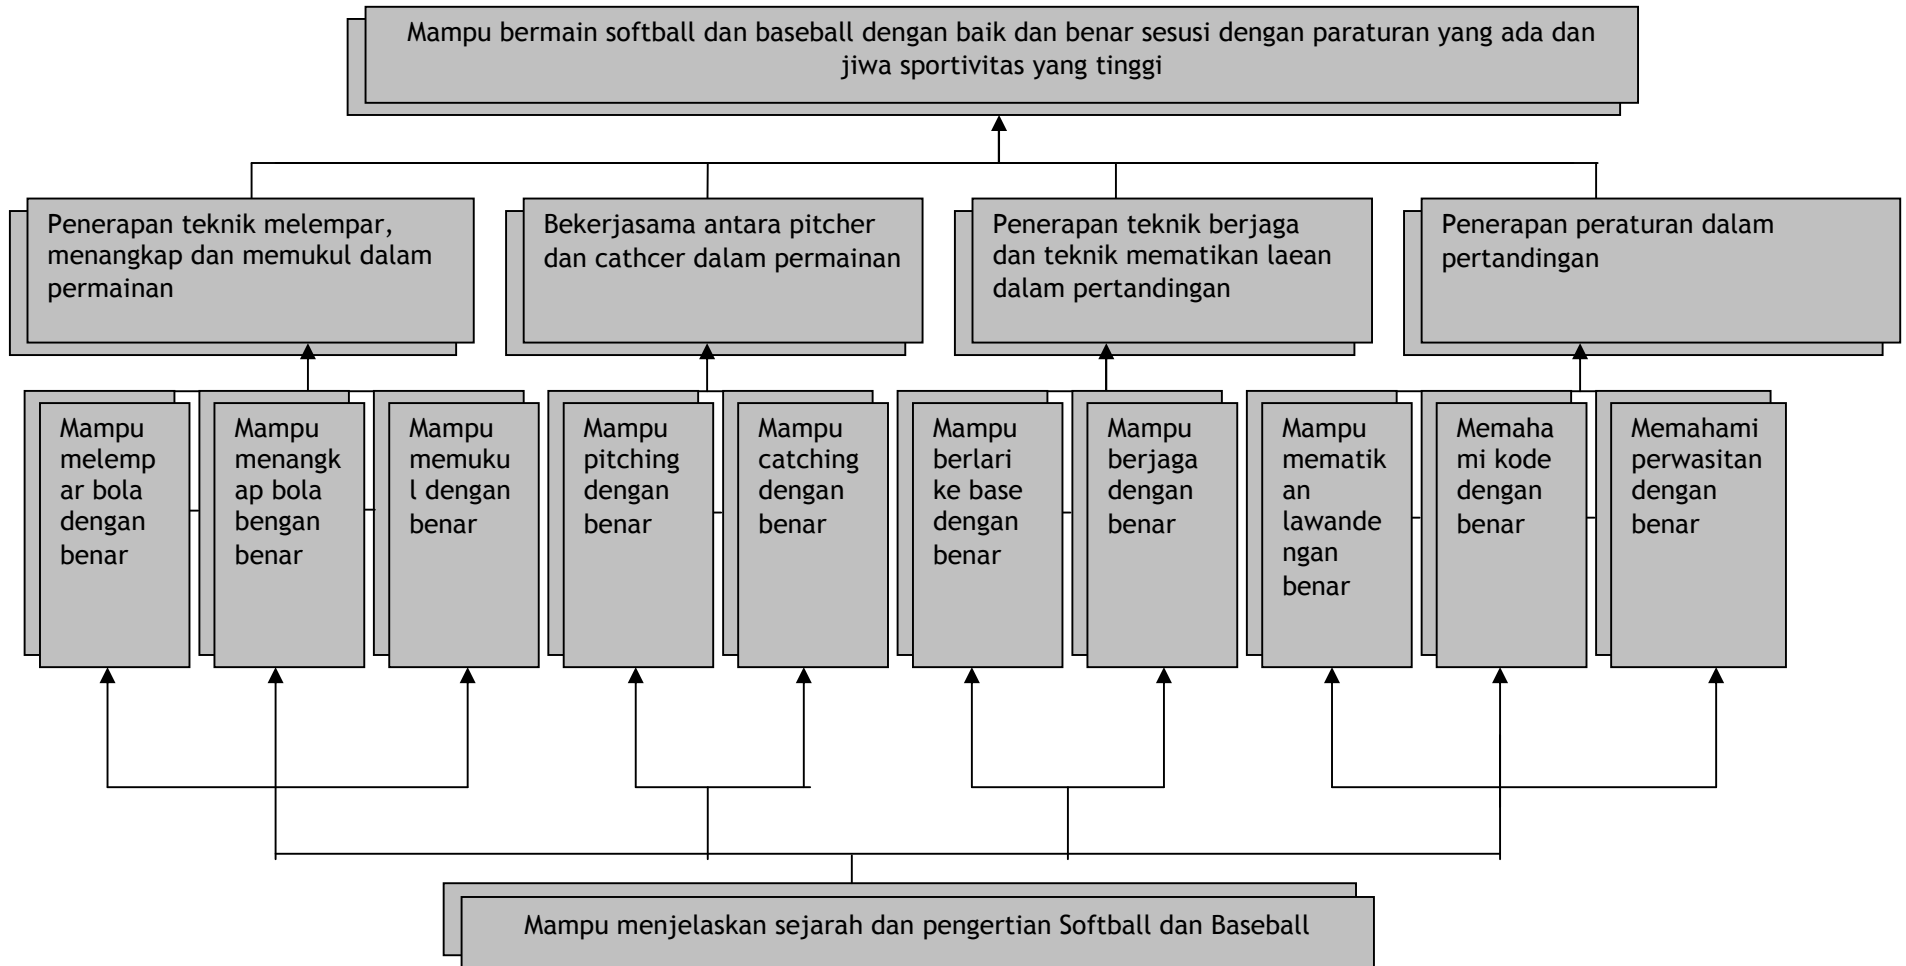 Mampu bermain softball dan baseball dengan baik dan benar sesusi dengan paraturan yang ada dan
jiwa sportivitas yang tinggi
Penerapan teknik melempar,
menangkap dan memukul dalam
permainan
Bekerjasama antara pitcher
dan cathcer dalam permainan
Penerapan teknik berjaga
dan teknik mematikan laean
dalam pertandingan
Penerapan peraturan dalam
pertandingan
Mampu
melemp
ar bola
dengan
benar
Mampu
menangk
ap bola
bengan
benar
Mampu
memuku
l dengan
benar
Mampu
pitching
dengan
benar
Mampu
catching
dengan
benar
Mampu
berlari
ke base
dengan
benar
Mampu
berjaga
dengan
benar
Mampu
mematik
an
lawande
ngan
benar
Memaha
mi kode
dengan
benar
Memahami
perwasitan
dengan
benar
Mampu menjelaskan sejarah dan pengertian Softball dan Baseball